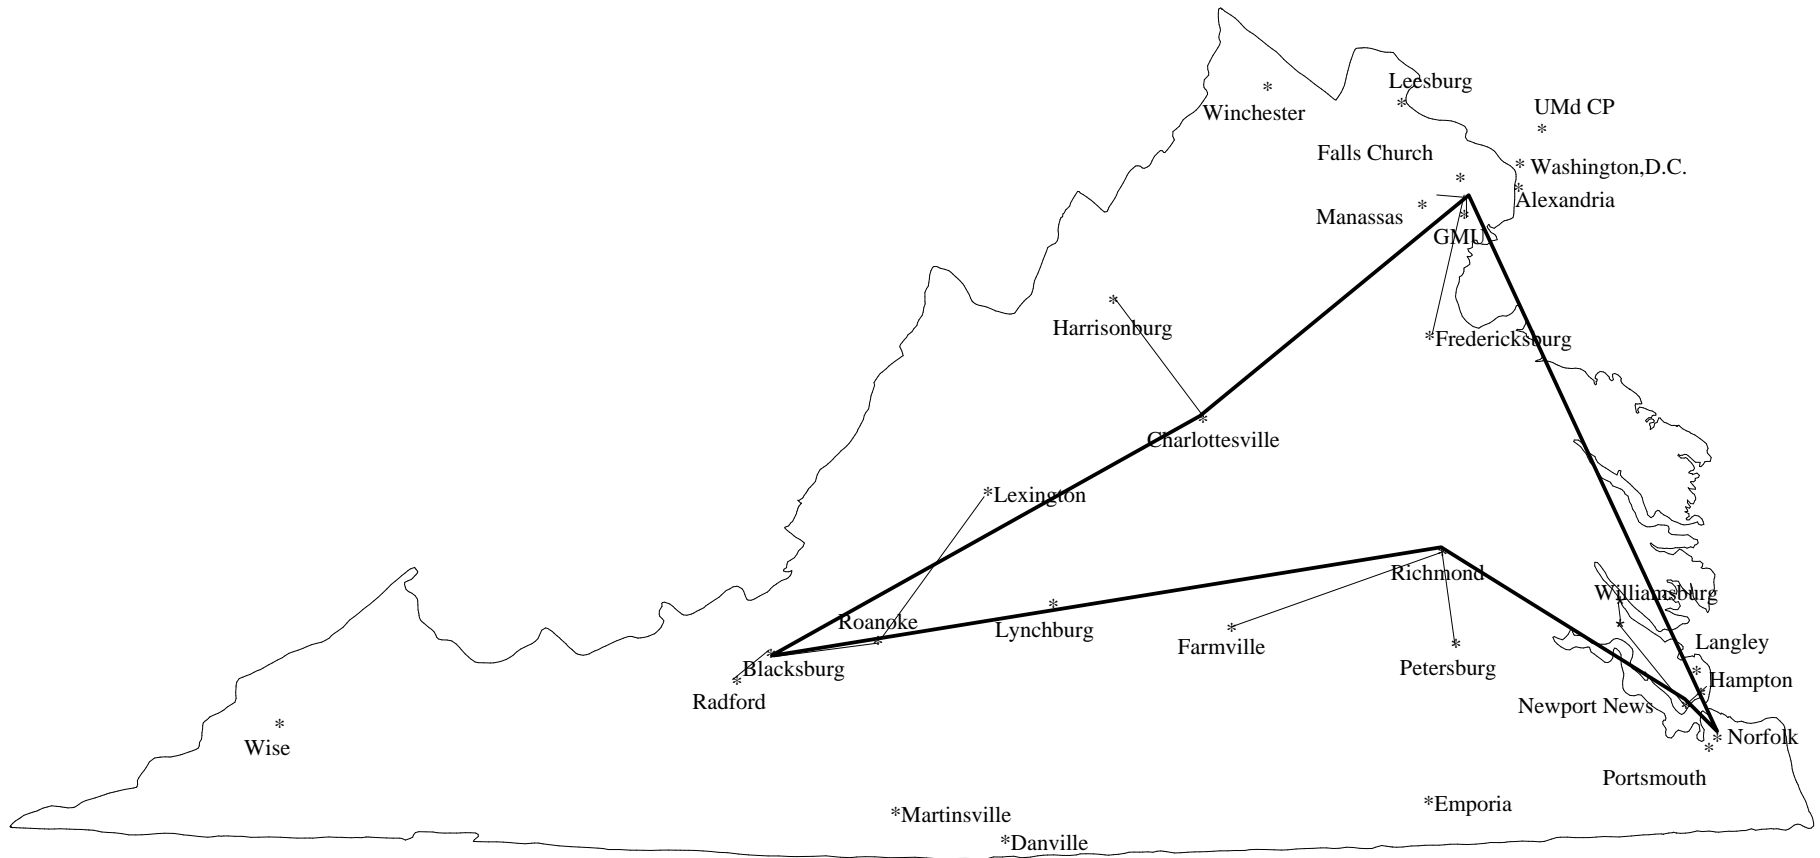 Leesburg
UMd CP
Winchester
Falls Church
Washington,D.C.
Alexandria
Manassas
GMU
Harrisonburg
Fredericksburg
Charlottesville
Lexington
Richmond
Williamsburg
Roanoke
Lynchburg
Langley
Farmville
Petersburg
Blacksburg
Hampton
Radford
Newport News
Norfolk
Wise
Portsmouth
Emporia
Martinsville
Danville